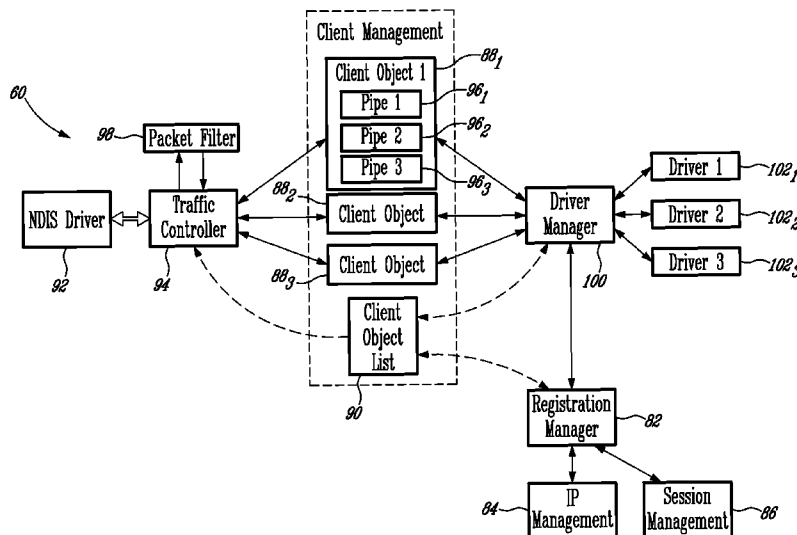 Client Management
88₁
Client Object 1
Pipe 1
96₁
Pipe 2
96₂
Pipe 3
96₃
60
98
Packet Filter
88₂
NDIS Driver
92
Traffic
Controller
94
Client Object
Client Object
88₃
Driver
Manager
100
Driver 1
102₁
Driver 2
102₂
Driver 3
102₃
Client
Object
List
90
Registration
Manager
82
84
IP
Management
Session
Management
86